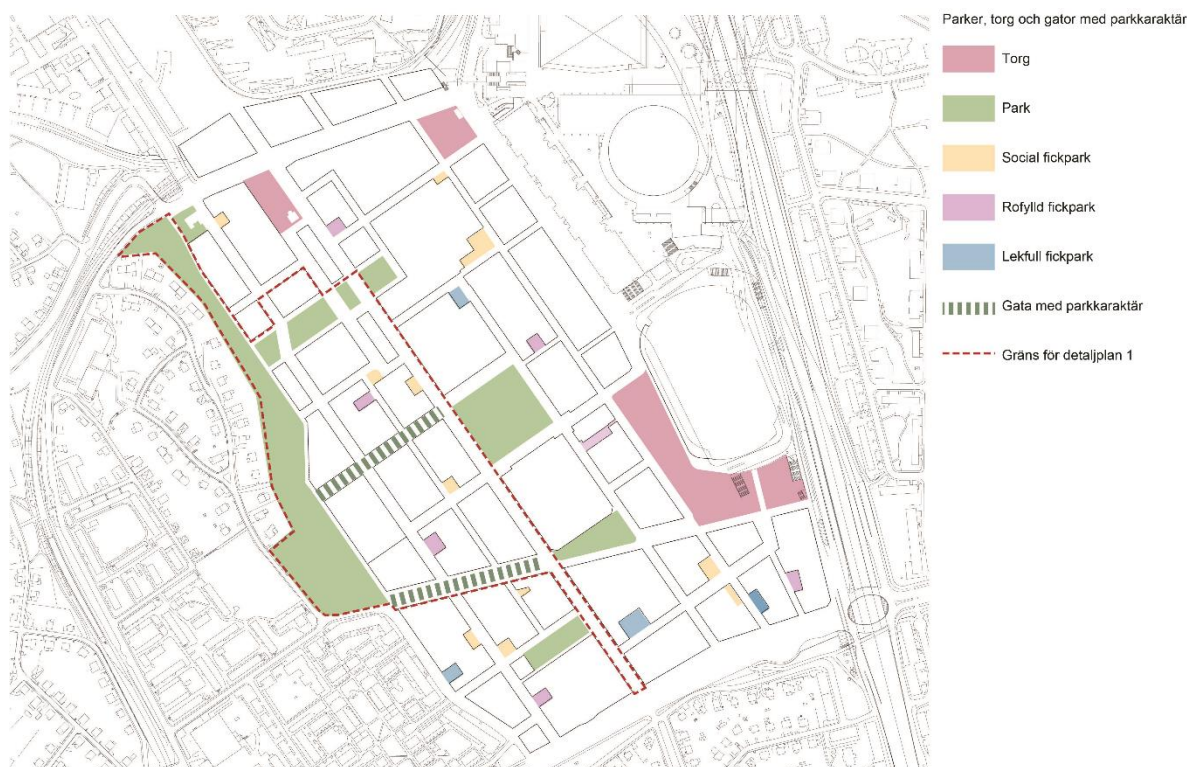 Parker, torg och gator med parkkaraktär
Torg
Park
Social fickpark
Rofylld fickpark
Lekfull fickpark
Gata med parkkaraktär
Gräns för detaljplan 1